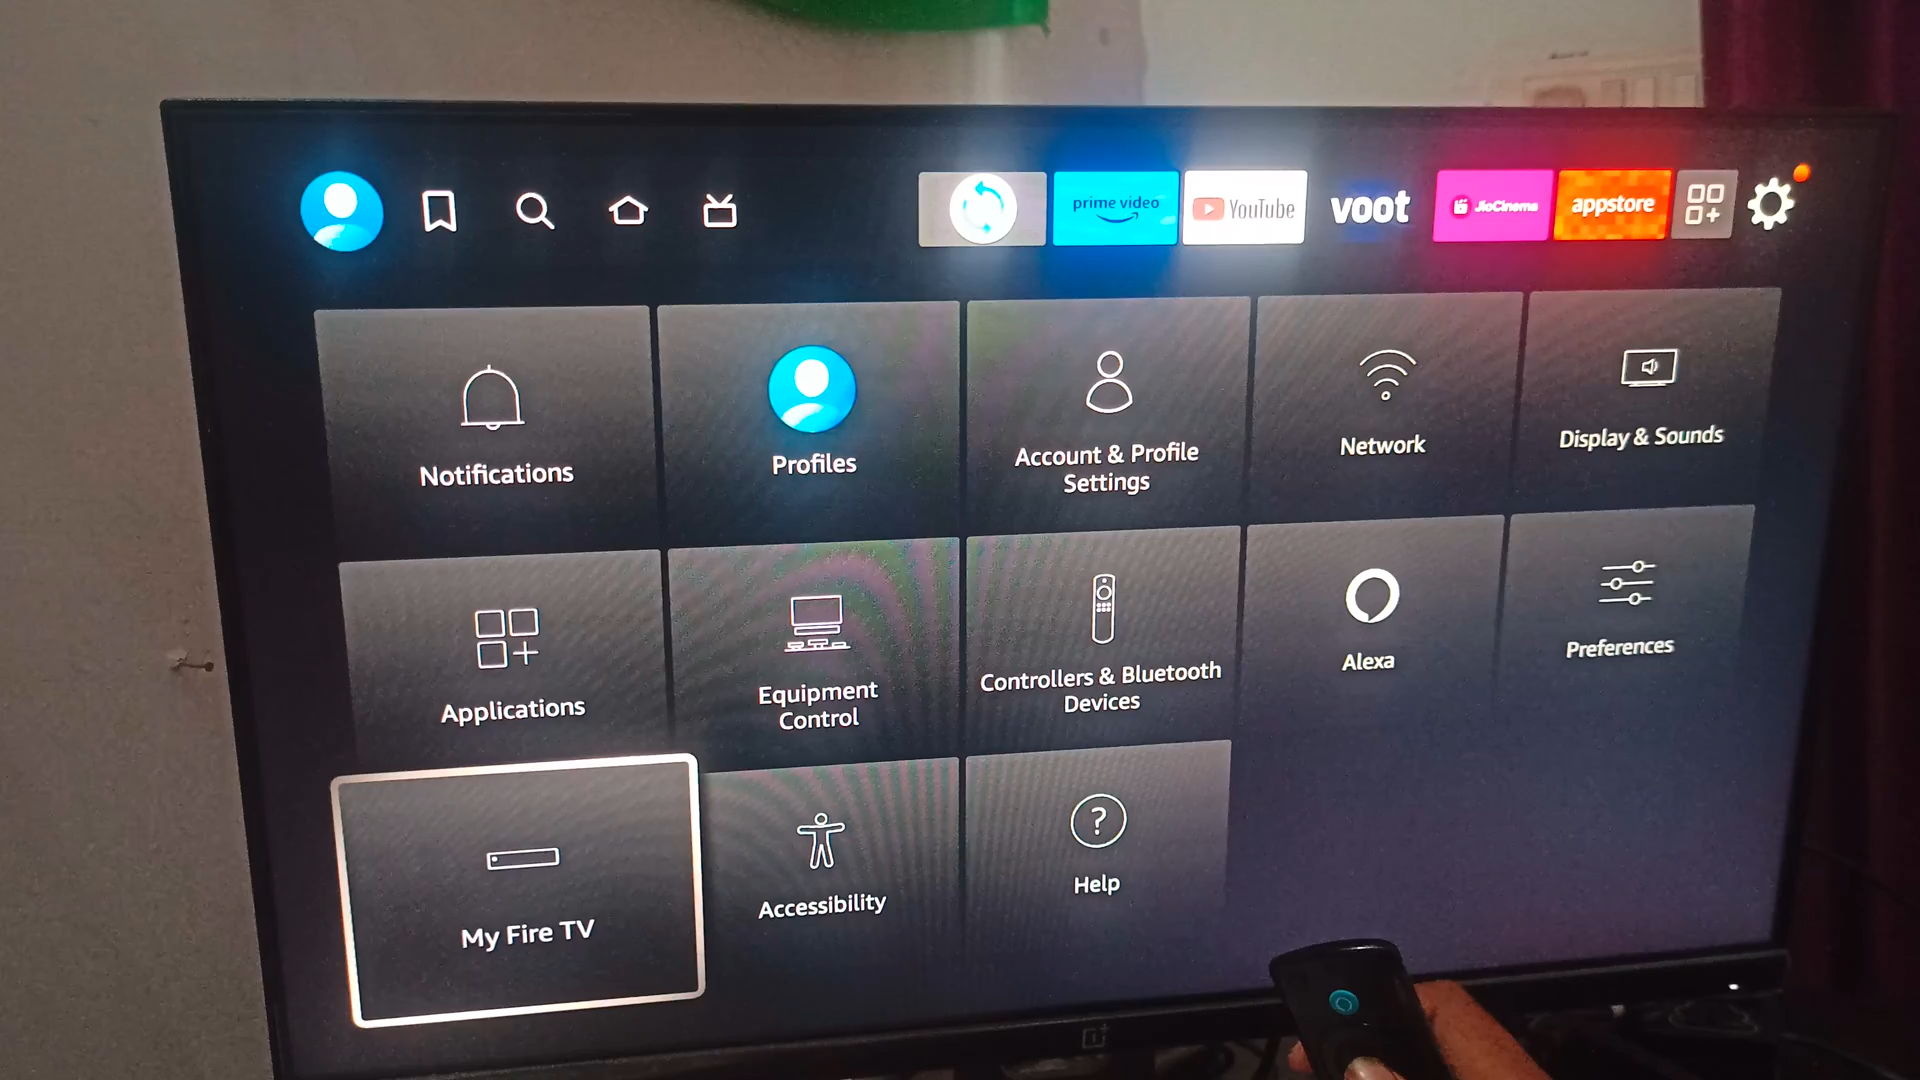 prime video
YouTube
voot
JioCinema
appstore
Notifications
Profiles
Account & Profile
Settings
Network
Display & Sounds
Applications
Equipment
Control
Controllers & Bluetooth
Devices
Alexa
Preferences
My Fire TV
Accessibility
?
Help